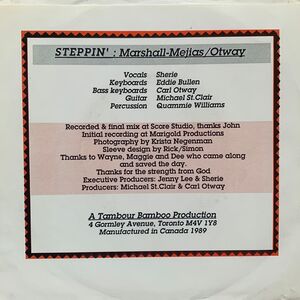 STEPPIN' ; Marshall-Mejias/Otway
Vocals Sherie
Keyboards Eddie Bullen
Bass keyboards Carl Otway
Guitar Michael St.Clair
Percussion Quammie Williams
Recorded & final mix at Score Studio, thanks John
Initial recording at Marigold Productions
Photography by Krista Negenman
Sleeve design by Rick/Simon
Thanks to Wayne, Maggie and Dee who came along
and saved the day.
Thanks for the strength from God
Executive Producers: Jenny Lee & Sherie
Producers: Michael St.Clair & Carl Otway
A Tambour Bamboo Production
4 Gormley Avenue, Toronto M4V 1Y8
Manufactured in Canada 1989